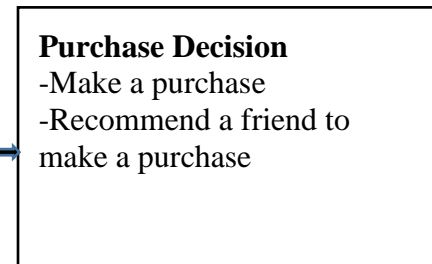 Purchase Decision
-Make a purchase
-Recommend a friend to
make a purchase